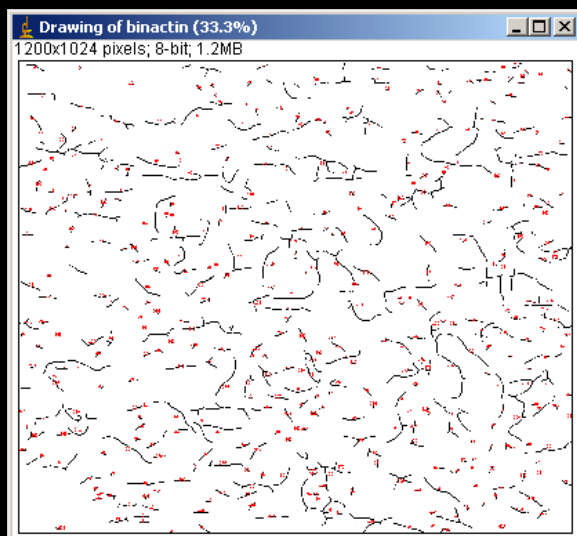 Drawing of binactin (33.3%)
1200x1024 pixels; 8-bit; 1.2MB